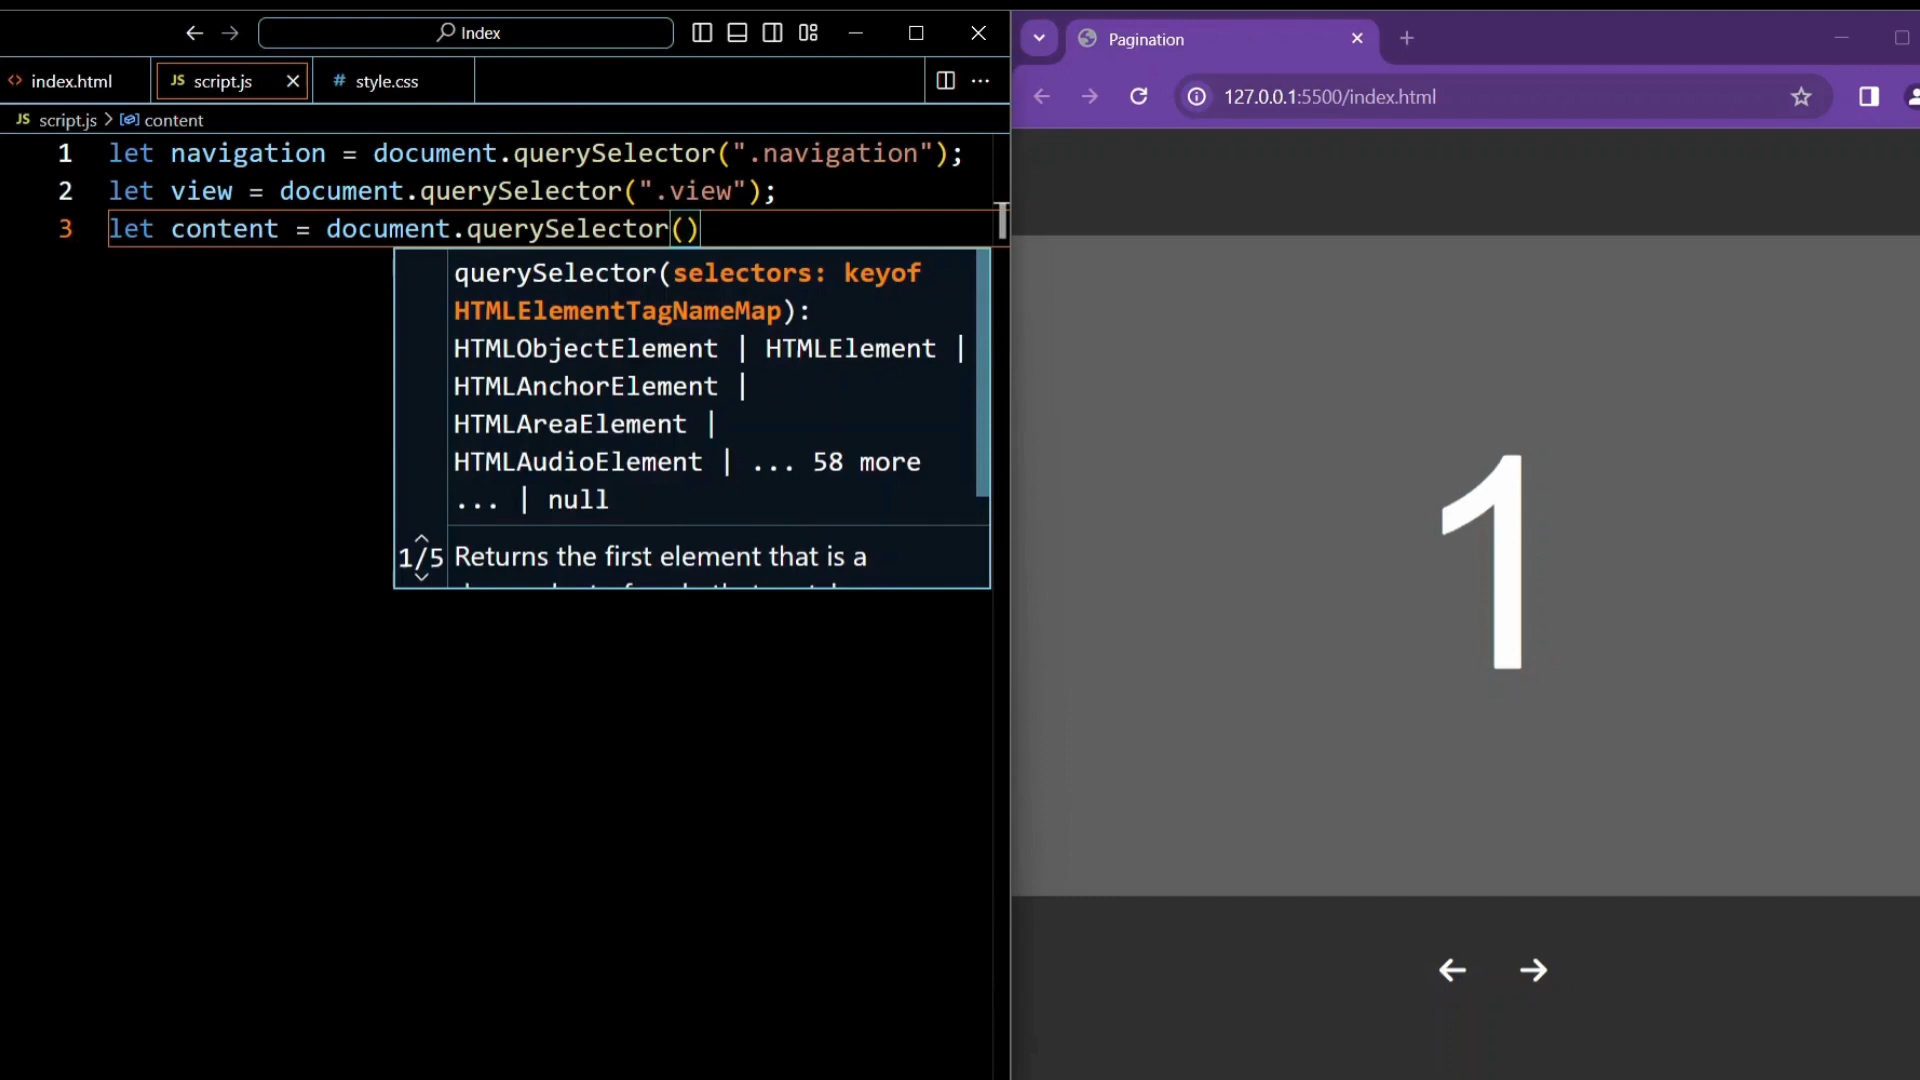 Index
index.html
JS script.js
# style.css
JS script.js > content
1 let navigation = document.querySelector(".navigation");
2 let view = document.querySelector(".view");
3 let content = document.querySelector()
querySelector(selectors: keyof
HTMLElementTagNameMap):
HTMLObjectElement | HTMLElement |
HTMLAnchorElement |
HTMLAreaElement |
HTMLAudioElement | ... 58 more
... | null
1/5 Returns the first element that is a
Pagination
127.0.0.1:5500/index.html
1